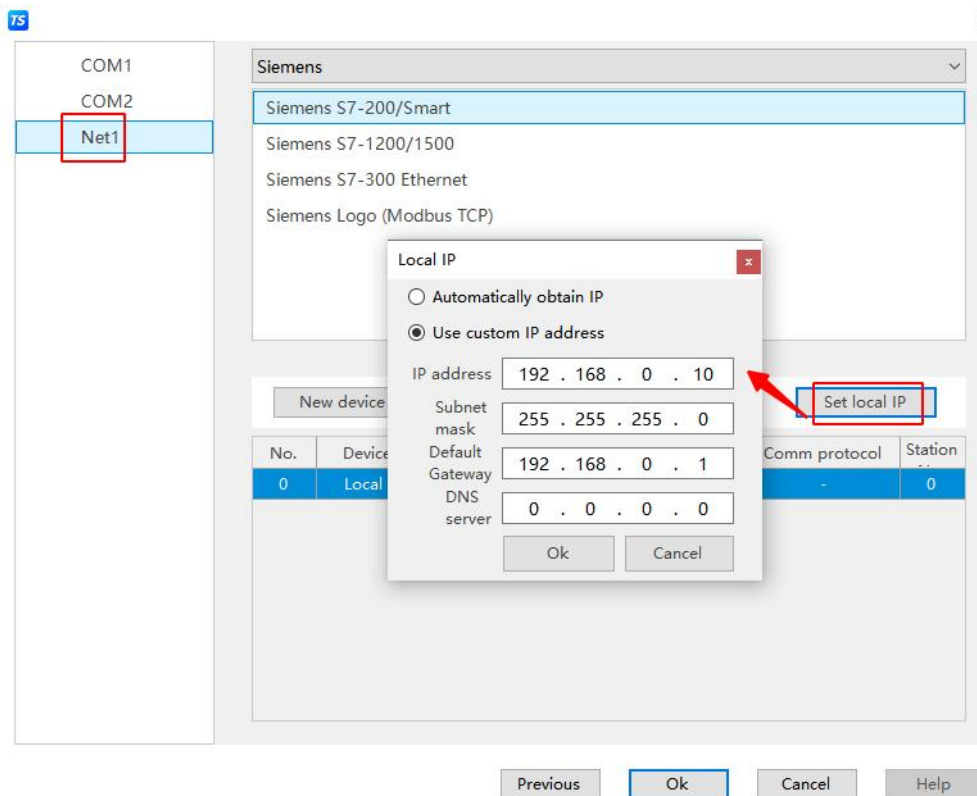 TS
COM1
COM2
Net1
Siemens
Siemens S7-200/Smart
Siemens S7-1200/1500
Siemens S7-300 Ethernet
Siemens Logo (Modbus TCP)
Local IP
x
Automatically obtain IP
Use custom IP address
IP address 192 . 168 . 0 . 10
Subnet mask 255 . 255 . 255 . 0
Default Gateway 192 . 168 . 0 . 1
DNS server 0 . 0 . 0 . 0
Ok Cancel
New device Set local IP
No. Device Comm protocol Station
0 Local - 0
Previous Ok Cancel Help